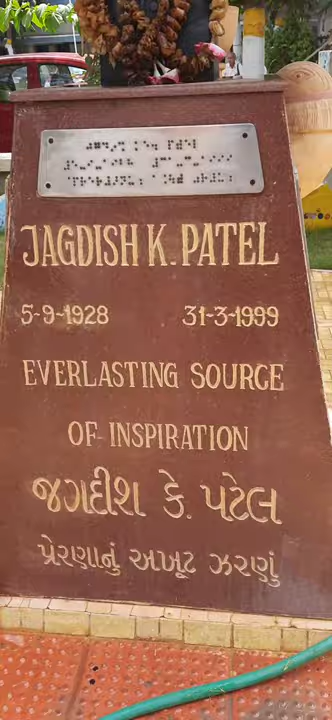 JAGDISH K. PATEL
5-9-1928 31-3-1999
EVERLASTING SOURCE
OF INSPIRATION
જગદીશ કે. પટેલ
પ્રેરણાનું અખૂટ ઝરણું